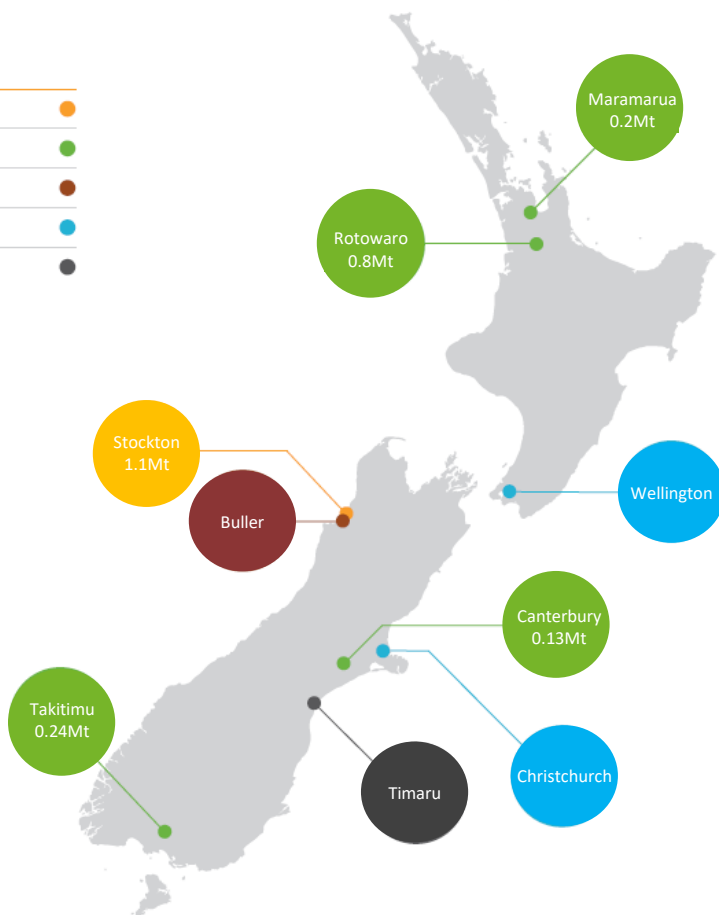 Maramarua
0.2Mt
Rotowaro
0.8Mt
Stockton
1.1Mt
Buller
Wellington
Canterbury
0.13Mt
Takitimu
0.24Mt
Christchurch
Timaru